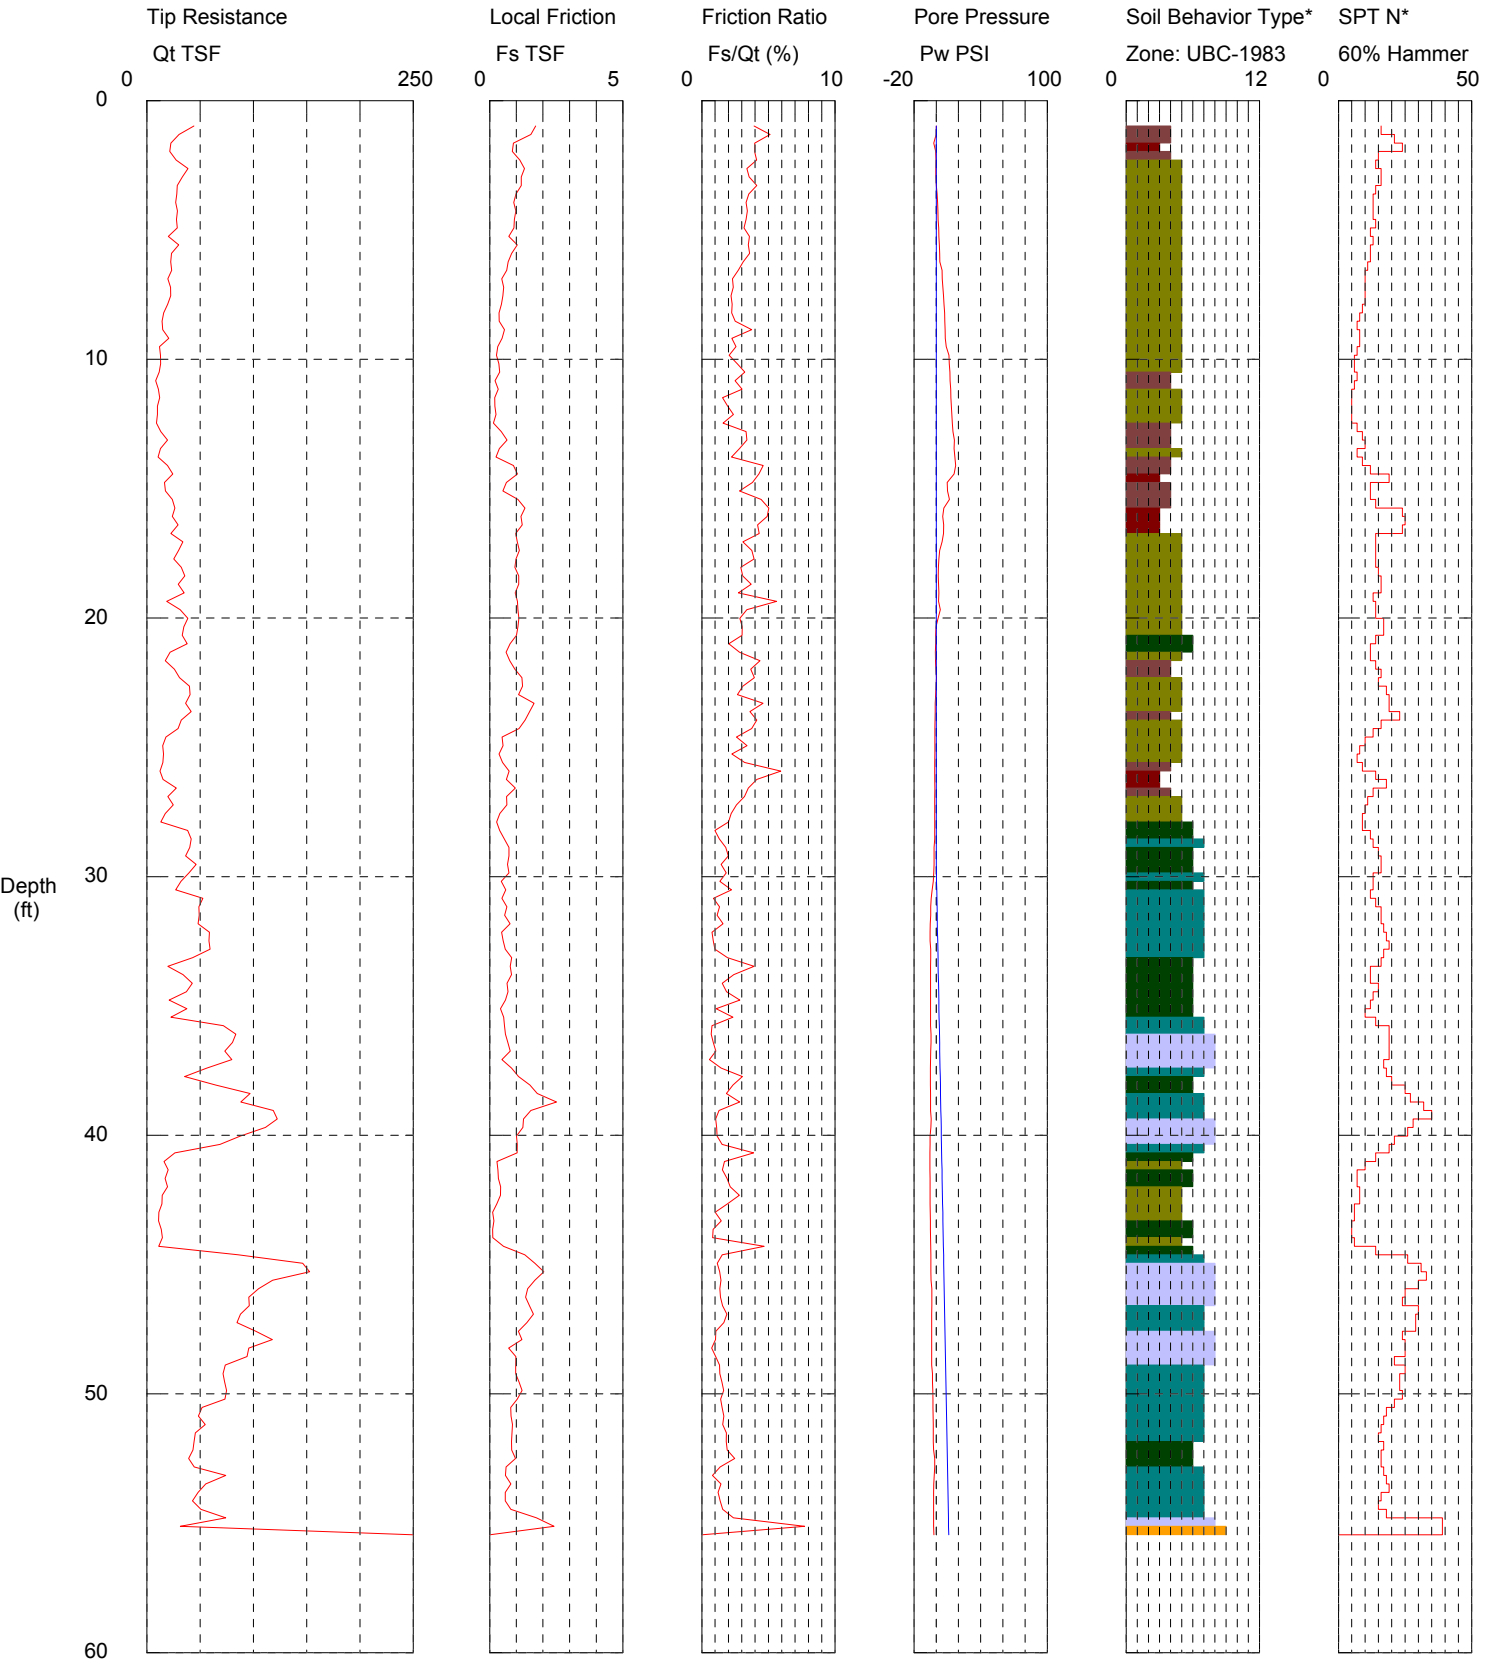 Tip Resistance Local Friction Friction Ratio Pore Pressure Soil Behavior Type* SPT N*
Qt TSF Fs TSF Fs/Qt (%) Pw PSI Zone: UBC-1983 60% Hammer
0 250 0 5 0 10 -20 100 0 12 0 50
0
10
20
30
Depth
(ft)
40
50
60